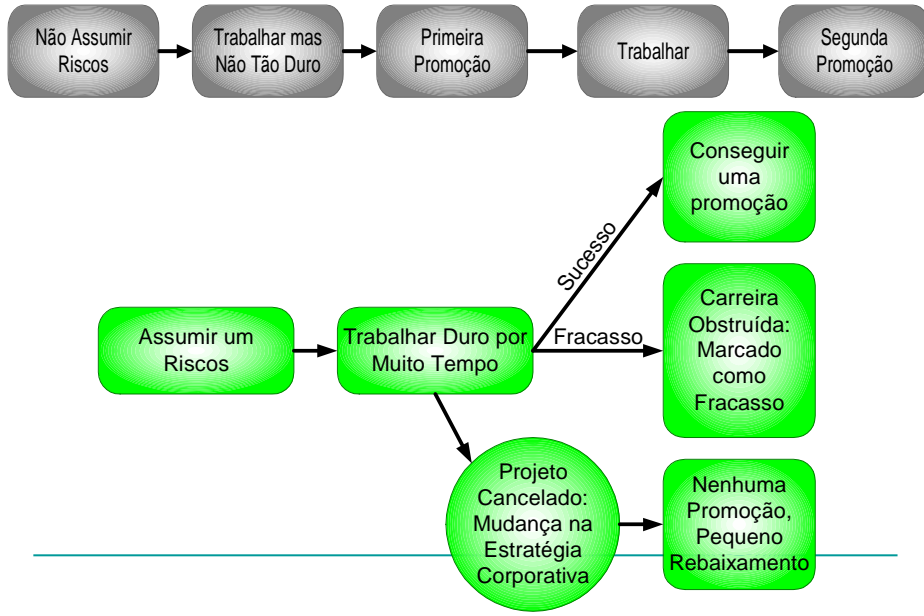 Não Assumir
Riscos
Trabalhar mas
Não Tão Duro
Primeira
Promoção
Trabalhar
Segunda
Promoção
Conseguir
uma
promoção
Sucesso
Assumir um
Riscos
Trabalhar Duro por
Muito Tempo
Fracasso
Carreira
Obstruída:
Marcado
como
Fracasso
Projeto
Cancelado:
Mudança na
Estratégia
Corporativa
Nenhuma
Promoção,
Pequeno
Rebaixamento